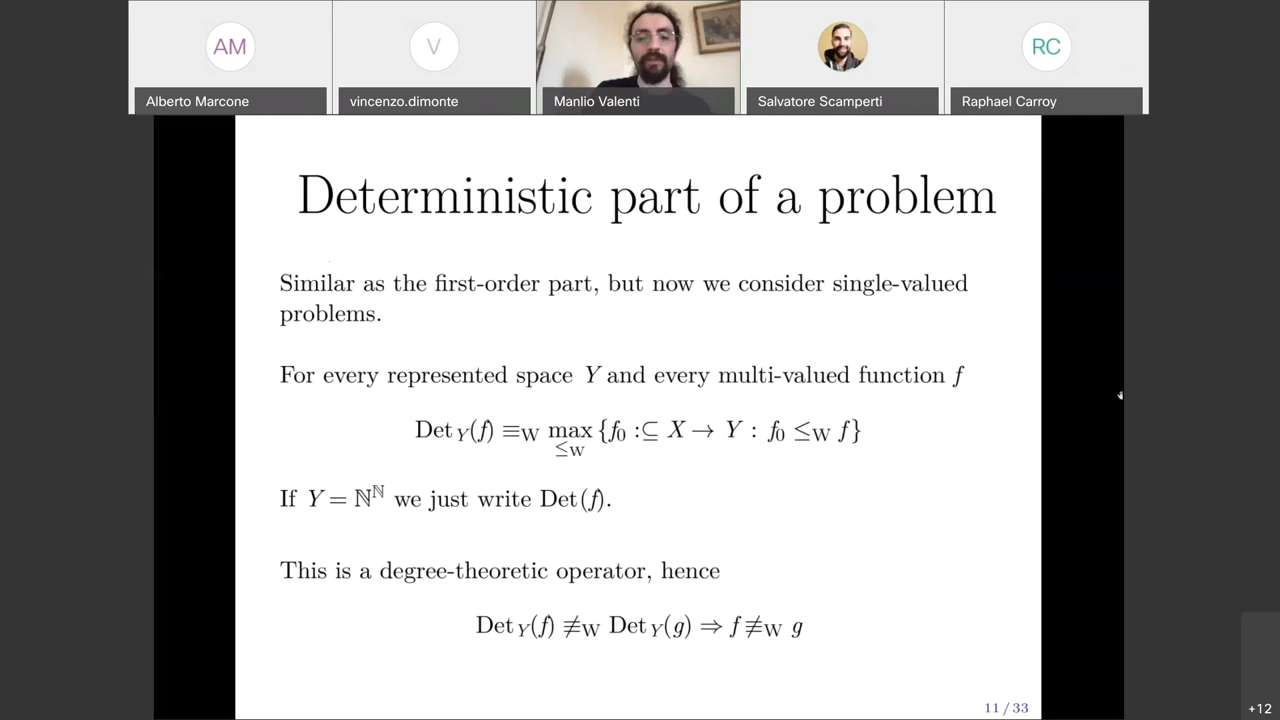 AM
V
RC
Alberto Marcone
vincenzo.dimonte
Manlio Valenti
Salvatore Scamperti
Raphael Carroy
Deterministic part of a problem
Similar as the first-order part, but now we consider single-valued
problems.
For every represented space Y and every multi-valued function f
Det_Y(f) ≡_W max_{≤_W} {f₀ :⊆ X → Y : f₀ ≤_W f}
If Y = ℕ^ℕ we just write Det(f).
This is a degree-theoretic operator, hence
Det_Y(f) ≢_W Det_Y(g) ⇒ f ≢_W g
11 / 33
+12